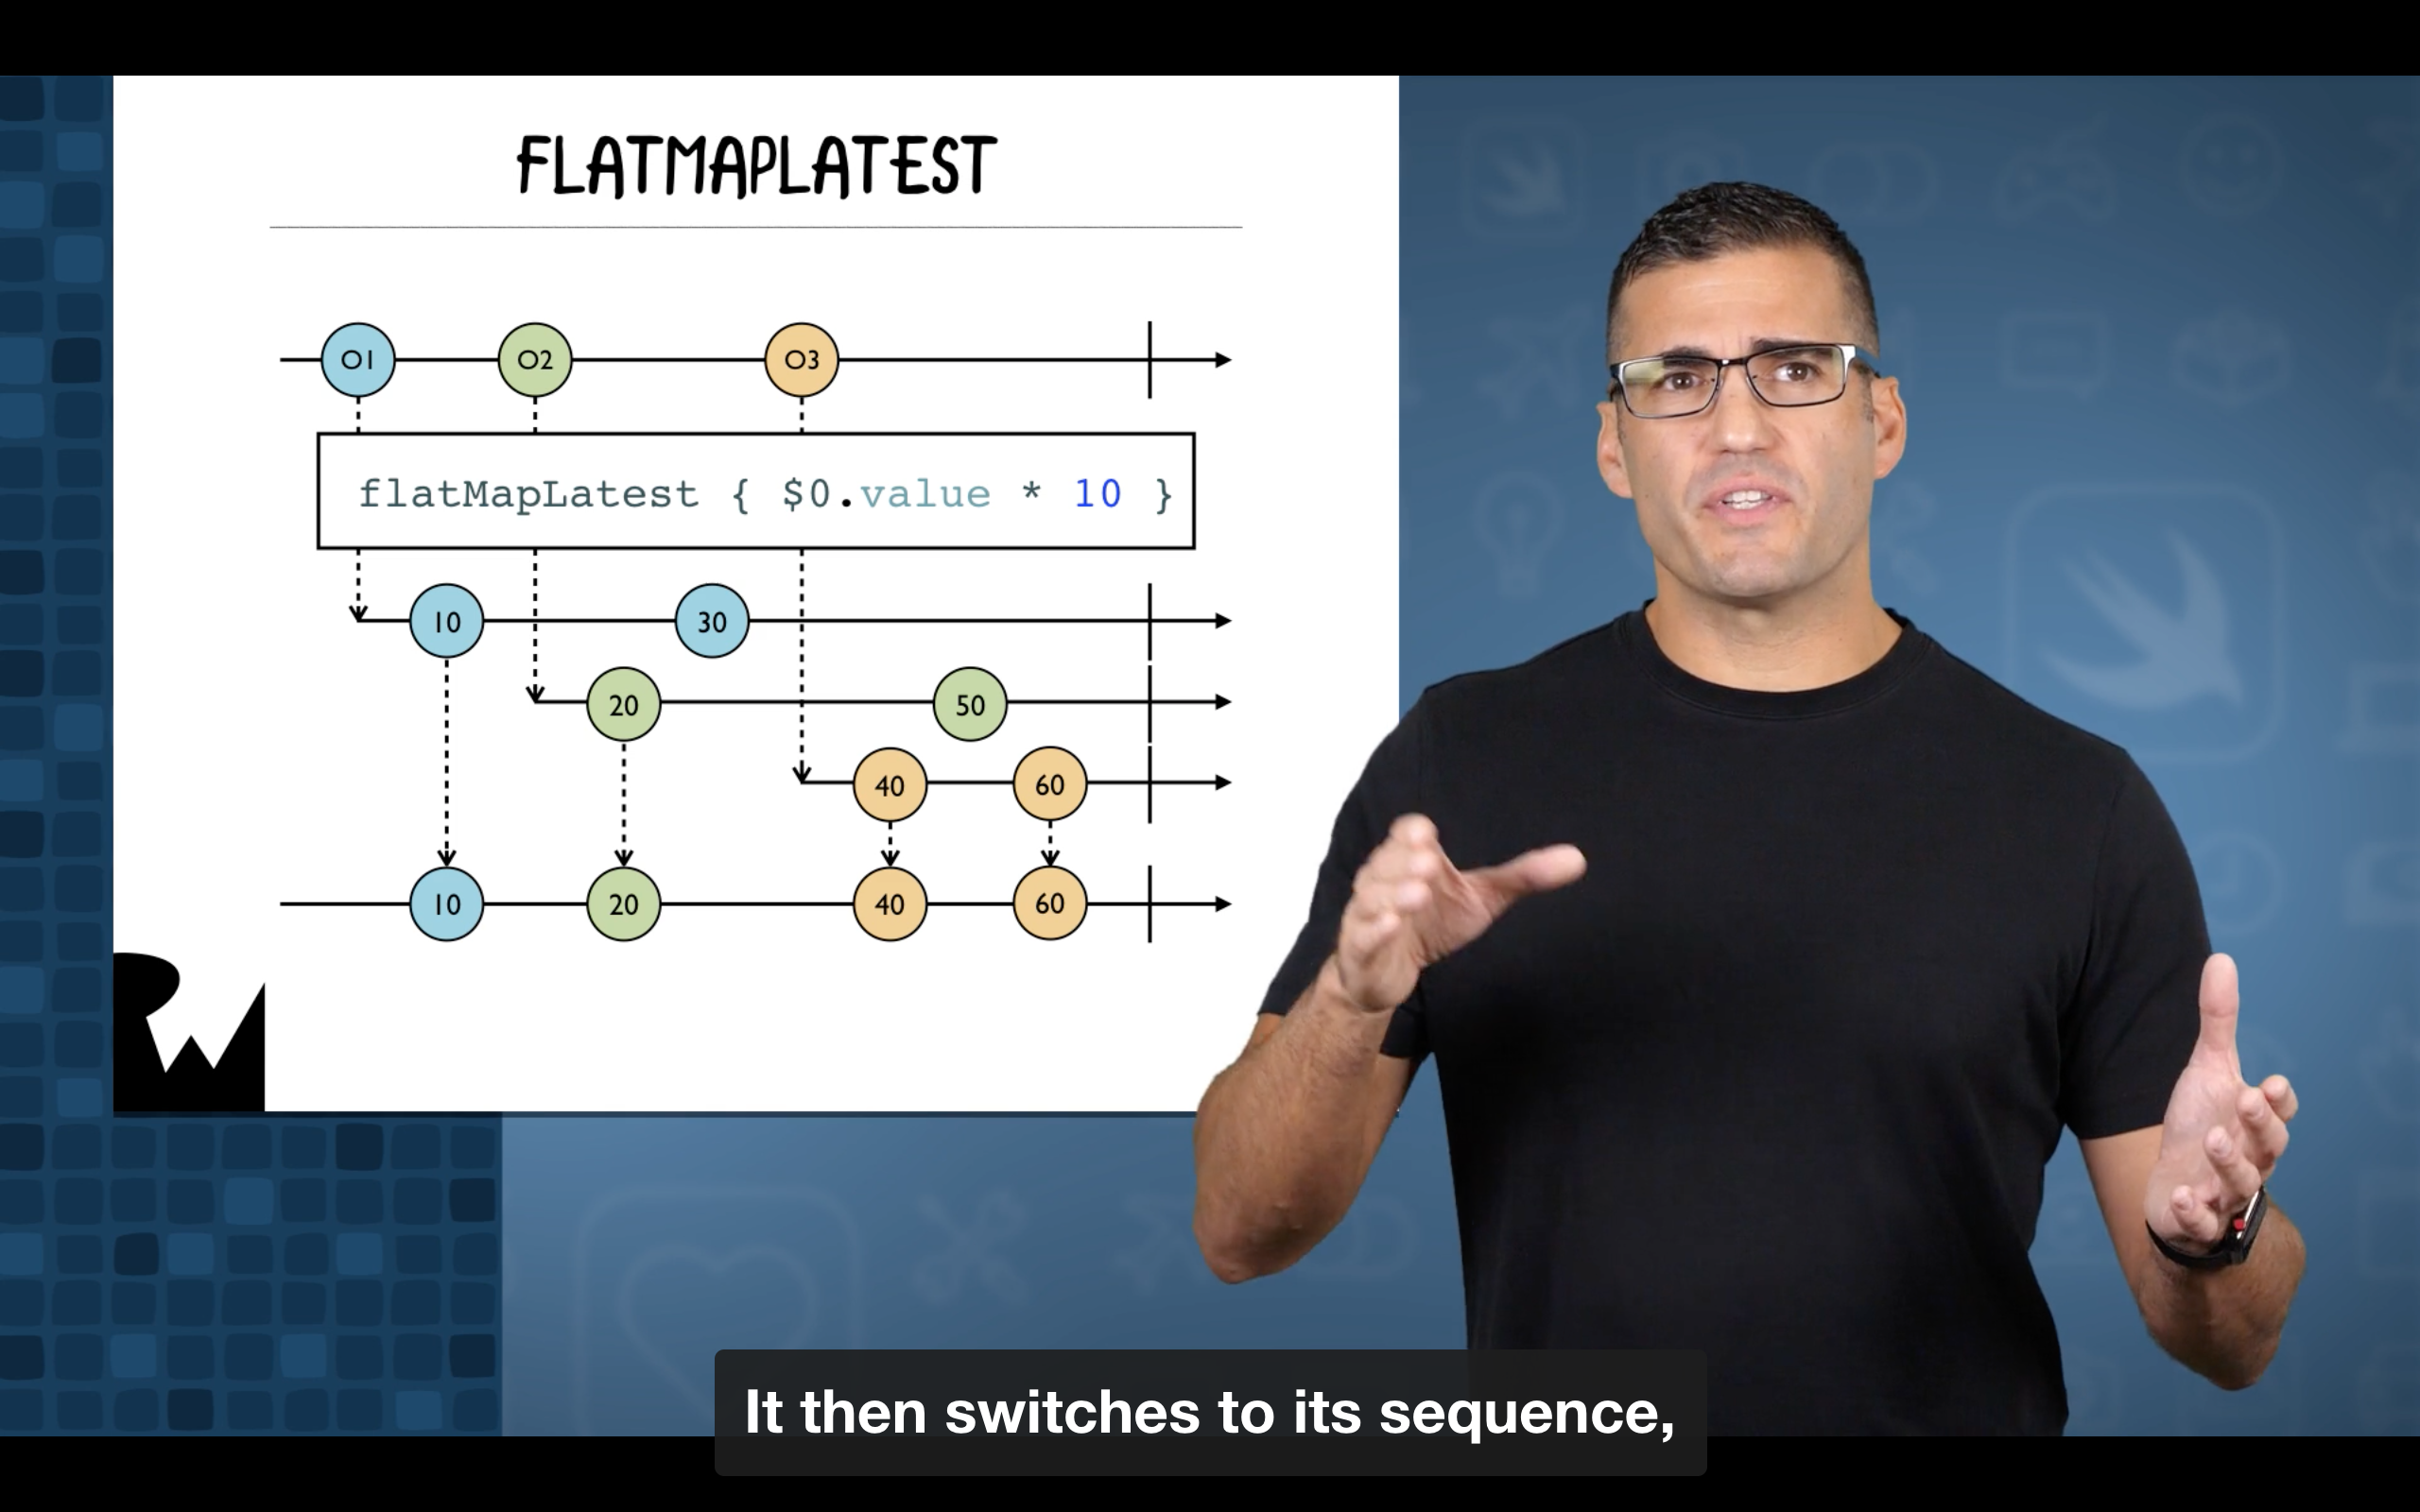 FLATMAPLATEST
O1 O2 O3
flatMapLatest { $0.value * 10 }
10 30
20 50
40 60
10 20 40 60
RW
It then switches to its sequence,